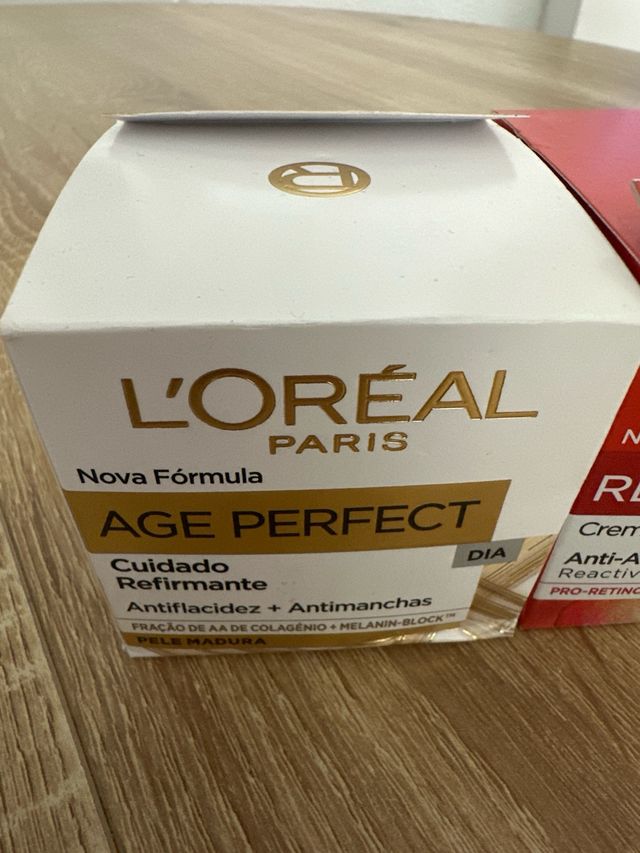 L'ORÉAL
PARIS
Nova Fórmula
AGE PERFECT
DIA
Cuidado
Refirmante
Antiflacidez + Antimanchas
FRAÇÃO DE AA DE COLAGÉNIO + MELANIN-BLOCK™
PELE MADURA
Anti-A
Reactiv
PRO-RETINO